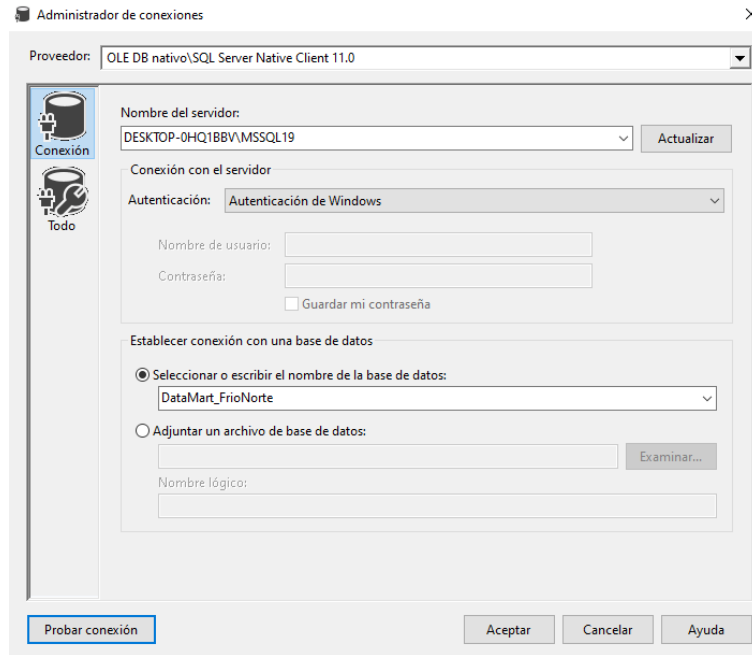 Administrador de conexiones
Proveedor: OLE DB nativo\SQL Server Native Client 11.0
Conexión
Todo
Nombre del servidor:
DESKTOP-0HQ1BBV\MSSQL19 Actualizar
Conexión con el servidor
Autenticación: Autenticación de Windows
Nombre de usuario:
Contraseña:
Guardar mi contraseña
Establecer conexión con una base de datos
Seleccionar o escribir el nombre de la base de datos:
DataMart_FrioNorte
Adjuntar un archivo de base de datos:
Examinar...
Nombre lógico:
Probar conexión Aceptar Cancelar Ayuda